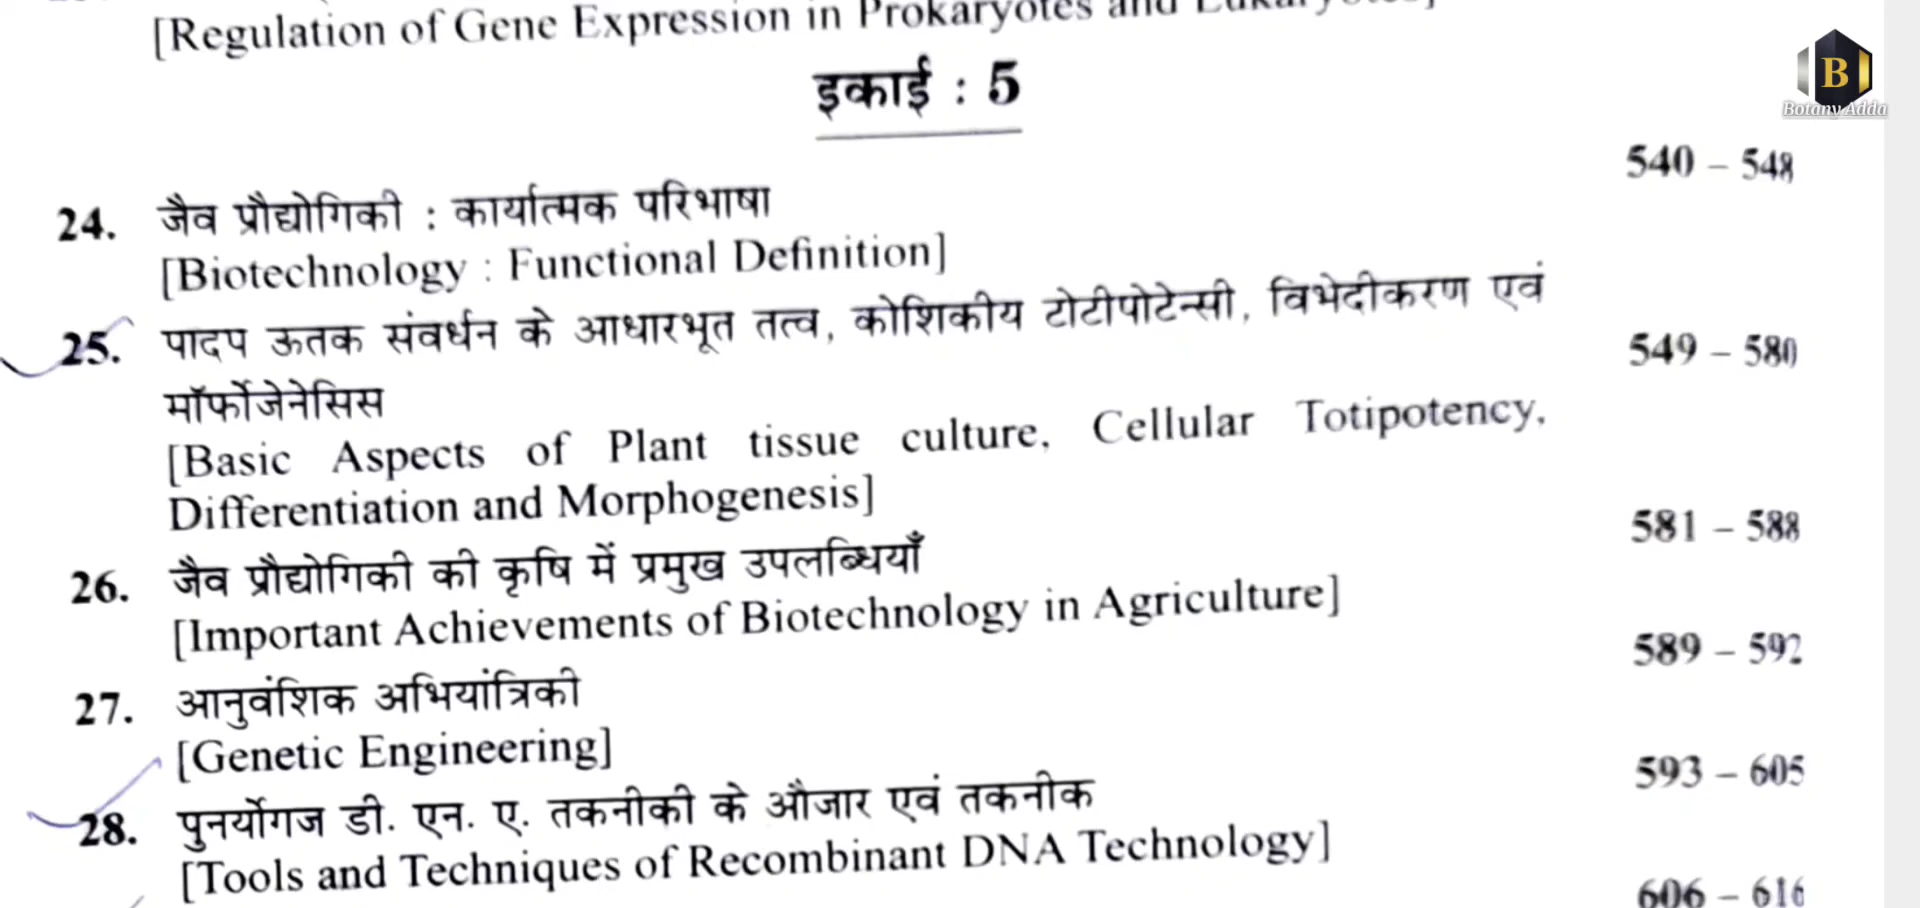 [Regulation of Gene Expression in Prokaryotes and Eukaryotes]
इकाई : 5
B
Botany Adda
24. जैव प्रौद्योगिकी : कार्यात्मक परिभाषा 540 – 548
[Biotechnology : Functional Definition]
25. पादप ऊतक संवर्धन के आधारभूत तत्व, कोशिकीय टोटीपोटेन्सी, विभेदीकरण एवं 549 – 580
मॉर्फोजेनेसिस
[Basic Aspects of Plant tissue culture, Cellular Totipotency,
Differentiation and Morphogenesis]
26. जैव प्रौद्योगिकी की कृषि में प्रमुख उपलब्धियाँ 581 – 588
[Important Achievements of Biotechnology in Agriculture]
27. आनुवंशिक अभियांत्रिकी 589 – 592
[Genetic Engineering]
28. पुनर्योगज डी. एन. ए. तकनीकी के औजार एवं तकनीक 593 – 605
[Tools and Techniques of Recombinant DNA Technology]
606 – 616